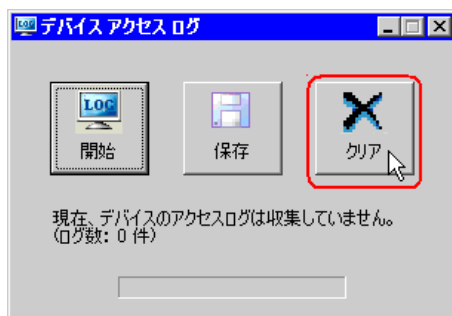 デバイス アクセス ログ
LOG
開始
保存
クリア
現在、デバイスのアクセスログは収集していません。
(ログ数: 0 件)